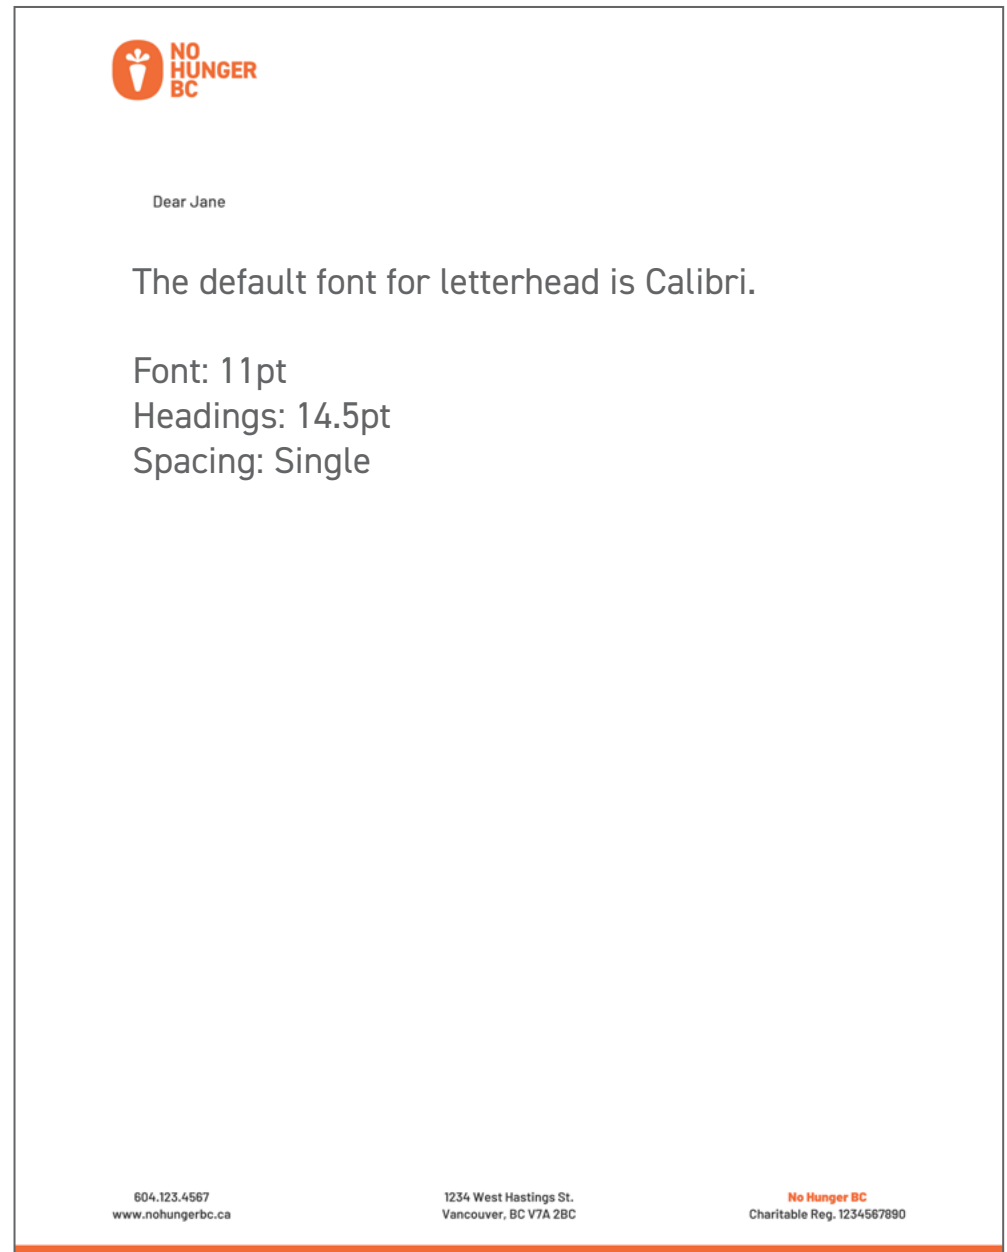 NO
HUNGER
BC
Dear Jane
The default font for letterhead is Calibri.
Font: 11pt
Headings: 14.5pt
Spacing: Single
604.123.4567
www.nohungerbc.ca
1234 West Hastings St.
Vancouver, BC V7A 2BC
No Hunger BC
Charitable Reg. 1234567890